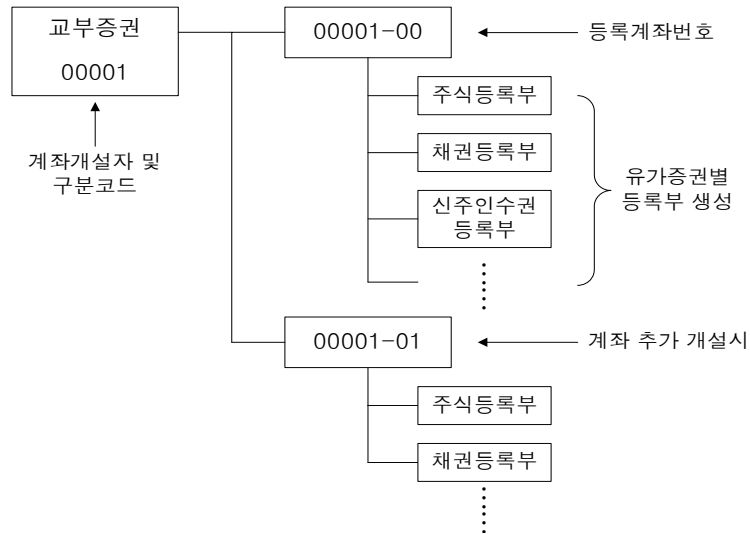 교부증권
00001
계좌개설자 및
구분코드
00001-00
등록계좌번호
주식등록부
채권등록부
신주인수권
등록부
유가증권별
등록부 생성
00001-01
계좌 추가 개설시
주식등록부
채권등록부